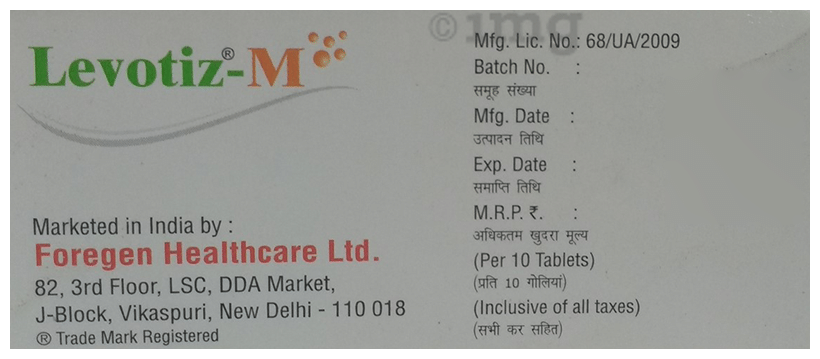 © 1mg
Levotiz®-M
Marketed in India by :
Foregen Healthcare Ltd.
82, 3rd Floor, LSC, DDA Market,
J-Block, Vikaspuri, New Delhi - 110 018
® Trade Mark Registered
Mfg. Lic. No.: 68/UA/2009
Batch No. :
समूह संख्या
Mfg. Date :
उत्पादन तिथि
Exp. Date :
समाप्ति तिथि
M.R.P. ₹. :
अधिकतम खुदरा मूल्य
(Per 10 Tablets)
(प्रति 10 गोलियां)
(Inclusive of all taxes)
(सभी कर सहित)